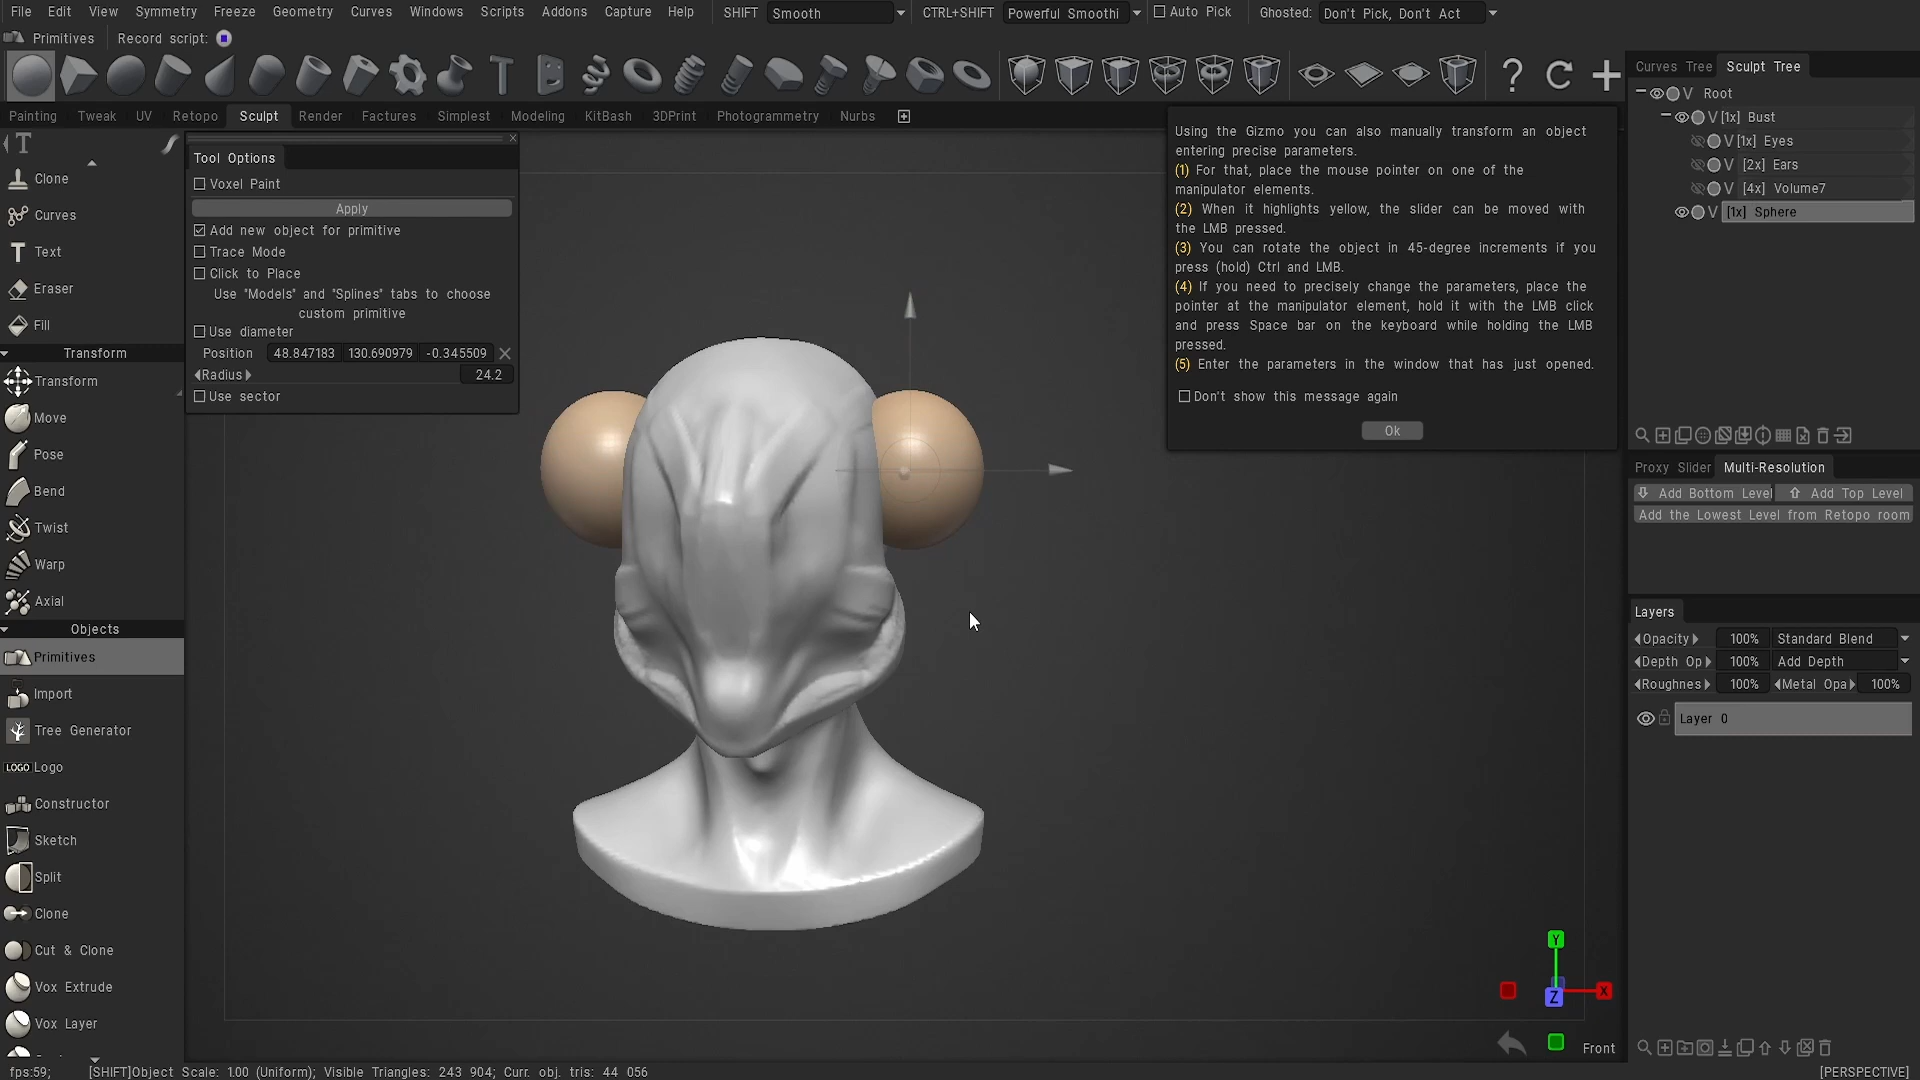 File Edit View Symmetry Freeze Geometry Curves Windows Scripts Addons Capture Help SHIFT Smooth CTRL+SHIFT Powerful Smoothi Auto Pick Ghosted: Don't Pick, Don't Act
Primitives Record script:
Painting Tweak UV Retopo Sculpt Render Factures Simplest Modeling KitBash 3DPrint Photogrammetry Nurbs
Clone
Curves
Text
Eraser
Fill
Transform
Transform
Move
Pose
Bend
Twist
Warp
Axial
Objects
Primitives
Import
Tree Generator
LOGO Logo
Constructor
Sketch
Split
Clone
Cut & Clone
Vox Extrude
Vox Layer
Tool Options
Voxel Paint
Apply
Add new object for primitive
Trace Mode
Click to Place
Use "Models" and "Splines" tabs to choose
custom primitive
Use diameter
Position 48.847183 130.690979 -0.345509
Radius 24.2
Use sector
Using the Gizmo you can also manually transform an object
entering precise parameters.
(1) For that, place the mouse pointer on one of the
manipulator elements.
(2) When it highlights yellow, the slider can be moved with
the LMB pressed.
(3) You can rotate the object in 45-degree increments if you
press (hold) Ctrl and LMB.
(4) If you need to precisely change the parameters, place the
pointer at the manipulator element, hold it with the LMB click
and press Space bar on the keyboard while holding the LMB
pressed.
(5) Enter the parameters in the window that has just opened.
Don't show this message again
Ok
Curves Tree Sculpt Tree
V Root
V [1x] Bust
V [1x] Eyes
V [2x] Ears
V [4x] Volume7
V [1x] Sphere
Proxy Slider Multi-Resolution
Add Bottom Level Add Top Level
Add the Lowest Level from Retopo room
Layers
Opacity 100% Standard Blend
Depth Op 100% Add Depth
Roughnes 100% Metal Opa 100%
Layer 0
Y
Z X
Front
fps:59; [SHIFT]Object Scale: 1.00 (Uniform); Visible Triangles: 243 904; Curr. obj. tris: 44 056 [PERSPECTIVE]